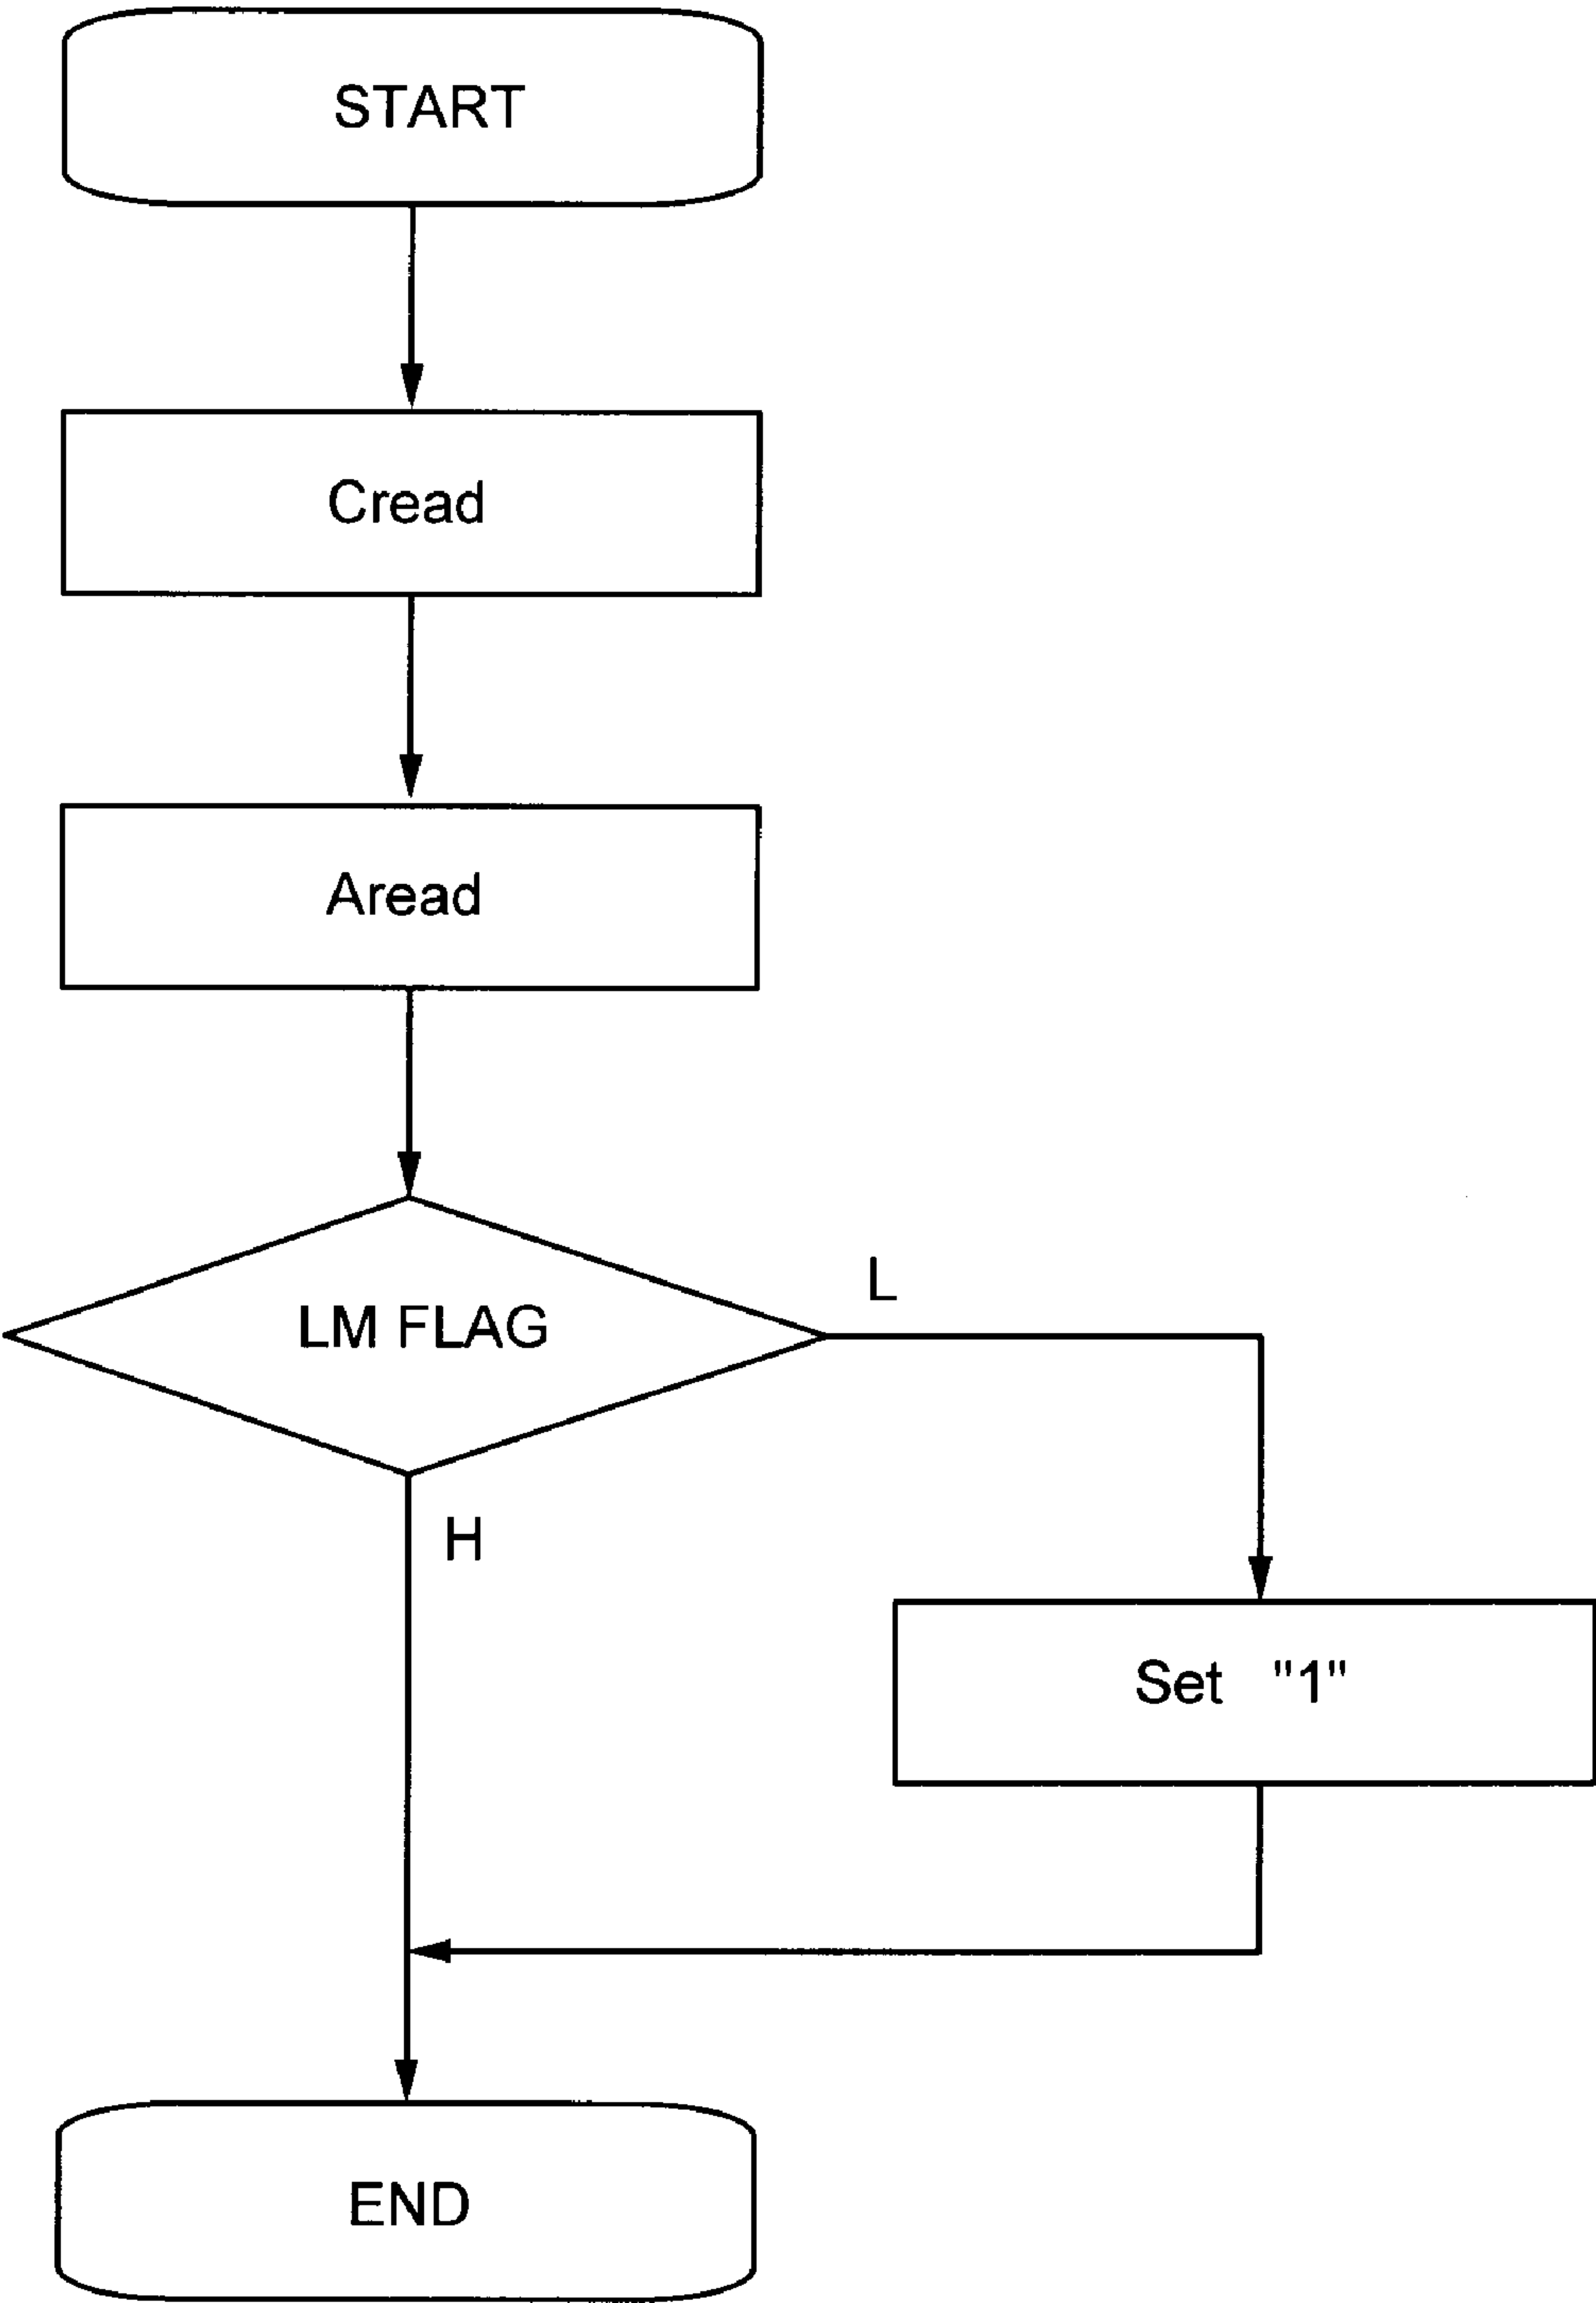 START
Cread
Aread
LM FLAG
L
H
Set "1"
END